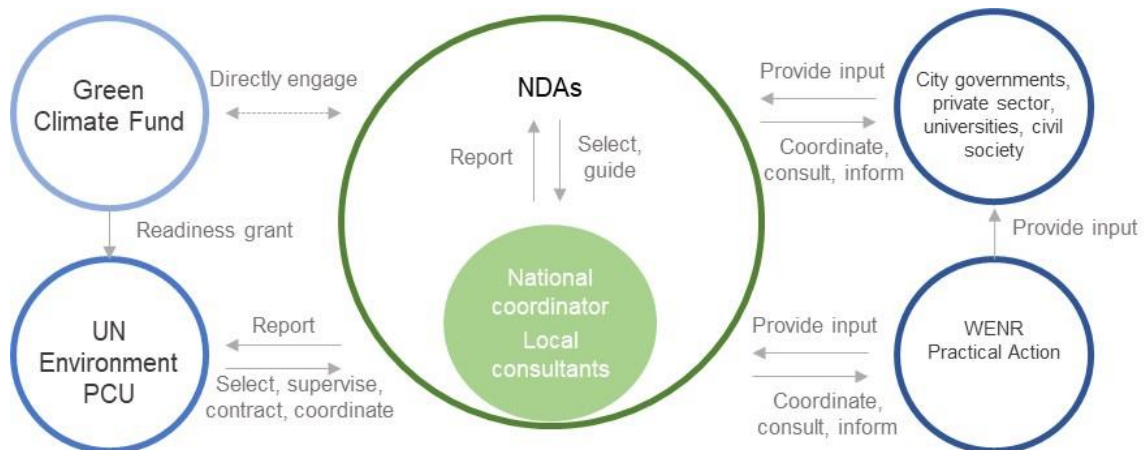 Green
Climate Fund
Directly engage
NDAs
Report
Select,
guide
National
coordinator
Local
consultants
Provide input
Coordinate,
consult, inform
City governments,
private sector,
universities, civil
society
Readiness grant
Provide input
UN
Environment
PCU
Report
Select, supervise,
contract, coordinate
Provide input
Coordinate,
consult, inform
WENR
Practical Action